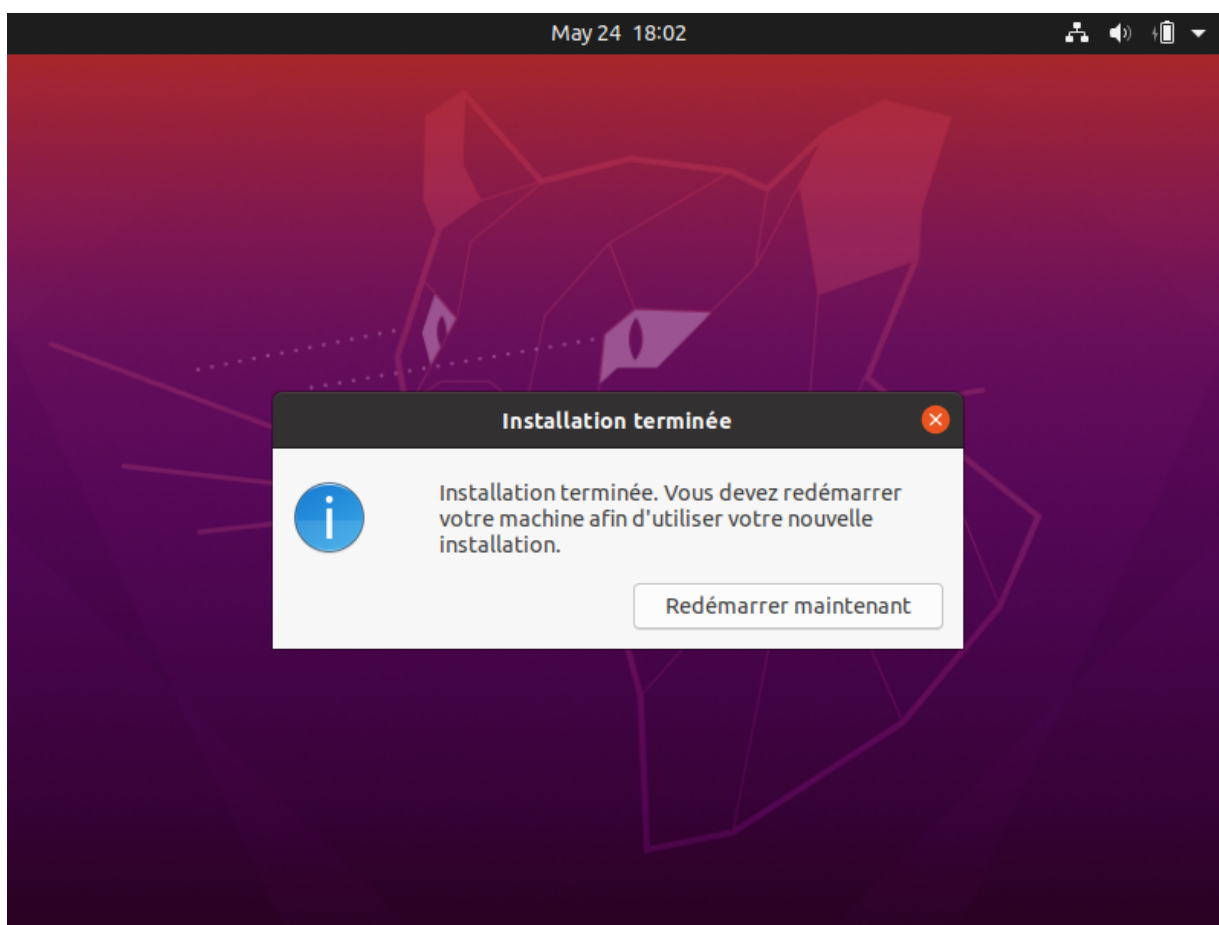 May 24 18:02
Installation terminée
Installation terminée. Vous devez redémarrer
votre machine afin d'utiliser votre nouvelle
installation.
Redémarrer maintenant